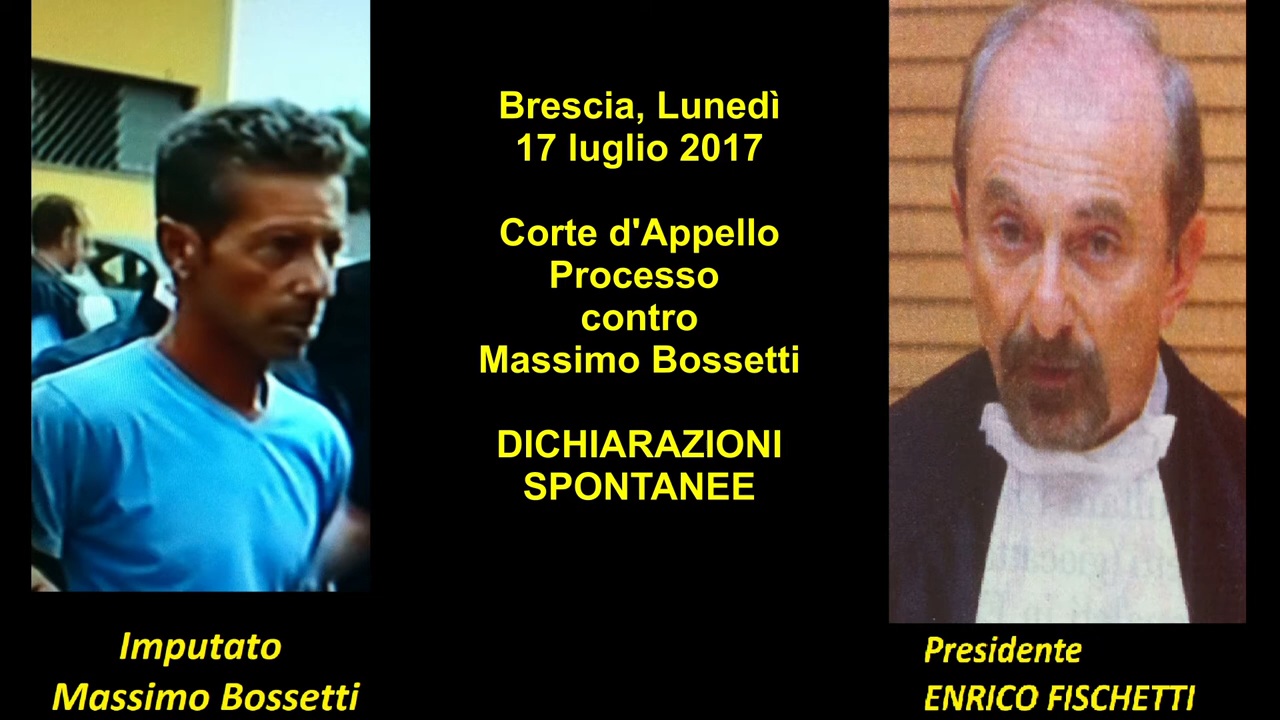 Brescia, Lunedì
17 luglio 2017
Corte d'Appello
Processo
contro
Massimo Bossetti
DICHIARAZIONI
SPONTANEE
Imputato
Massimo Bossetti
Presidente
ENRICO FISCHETTI